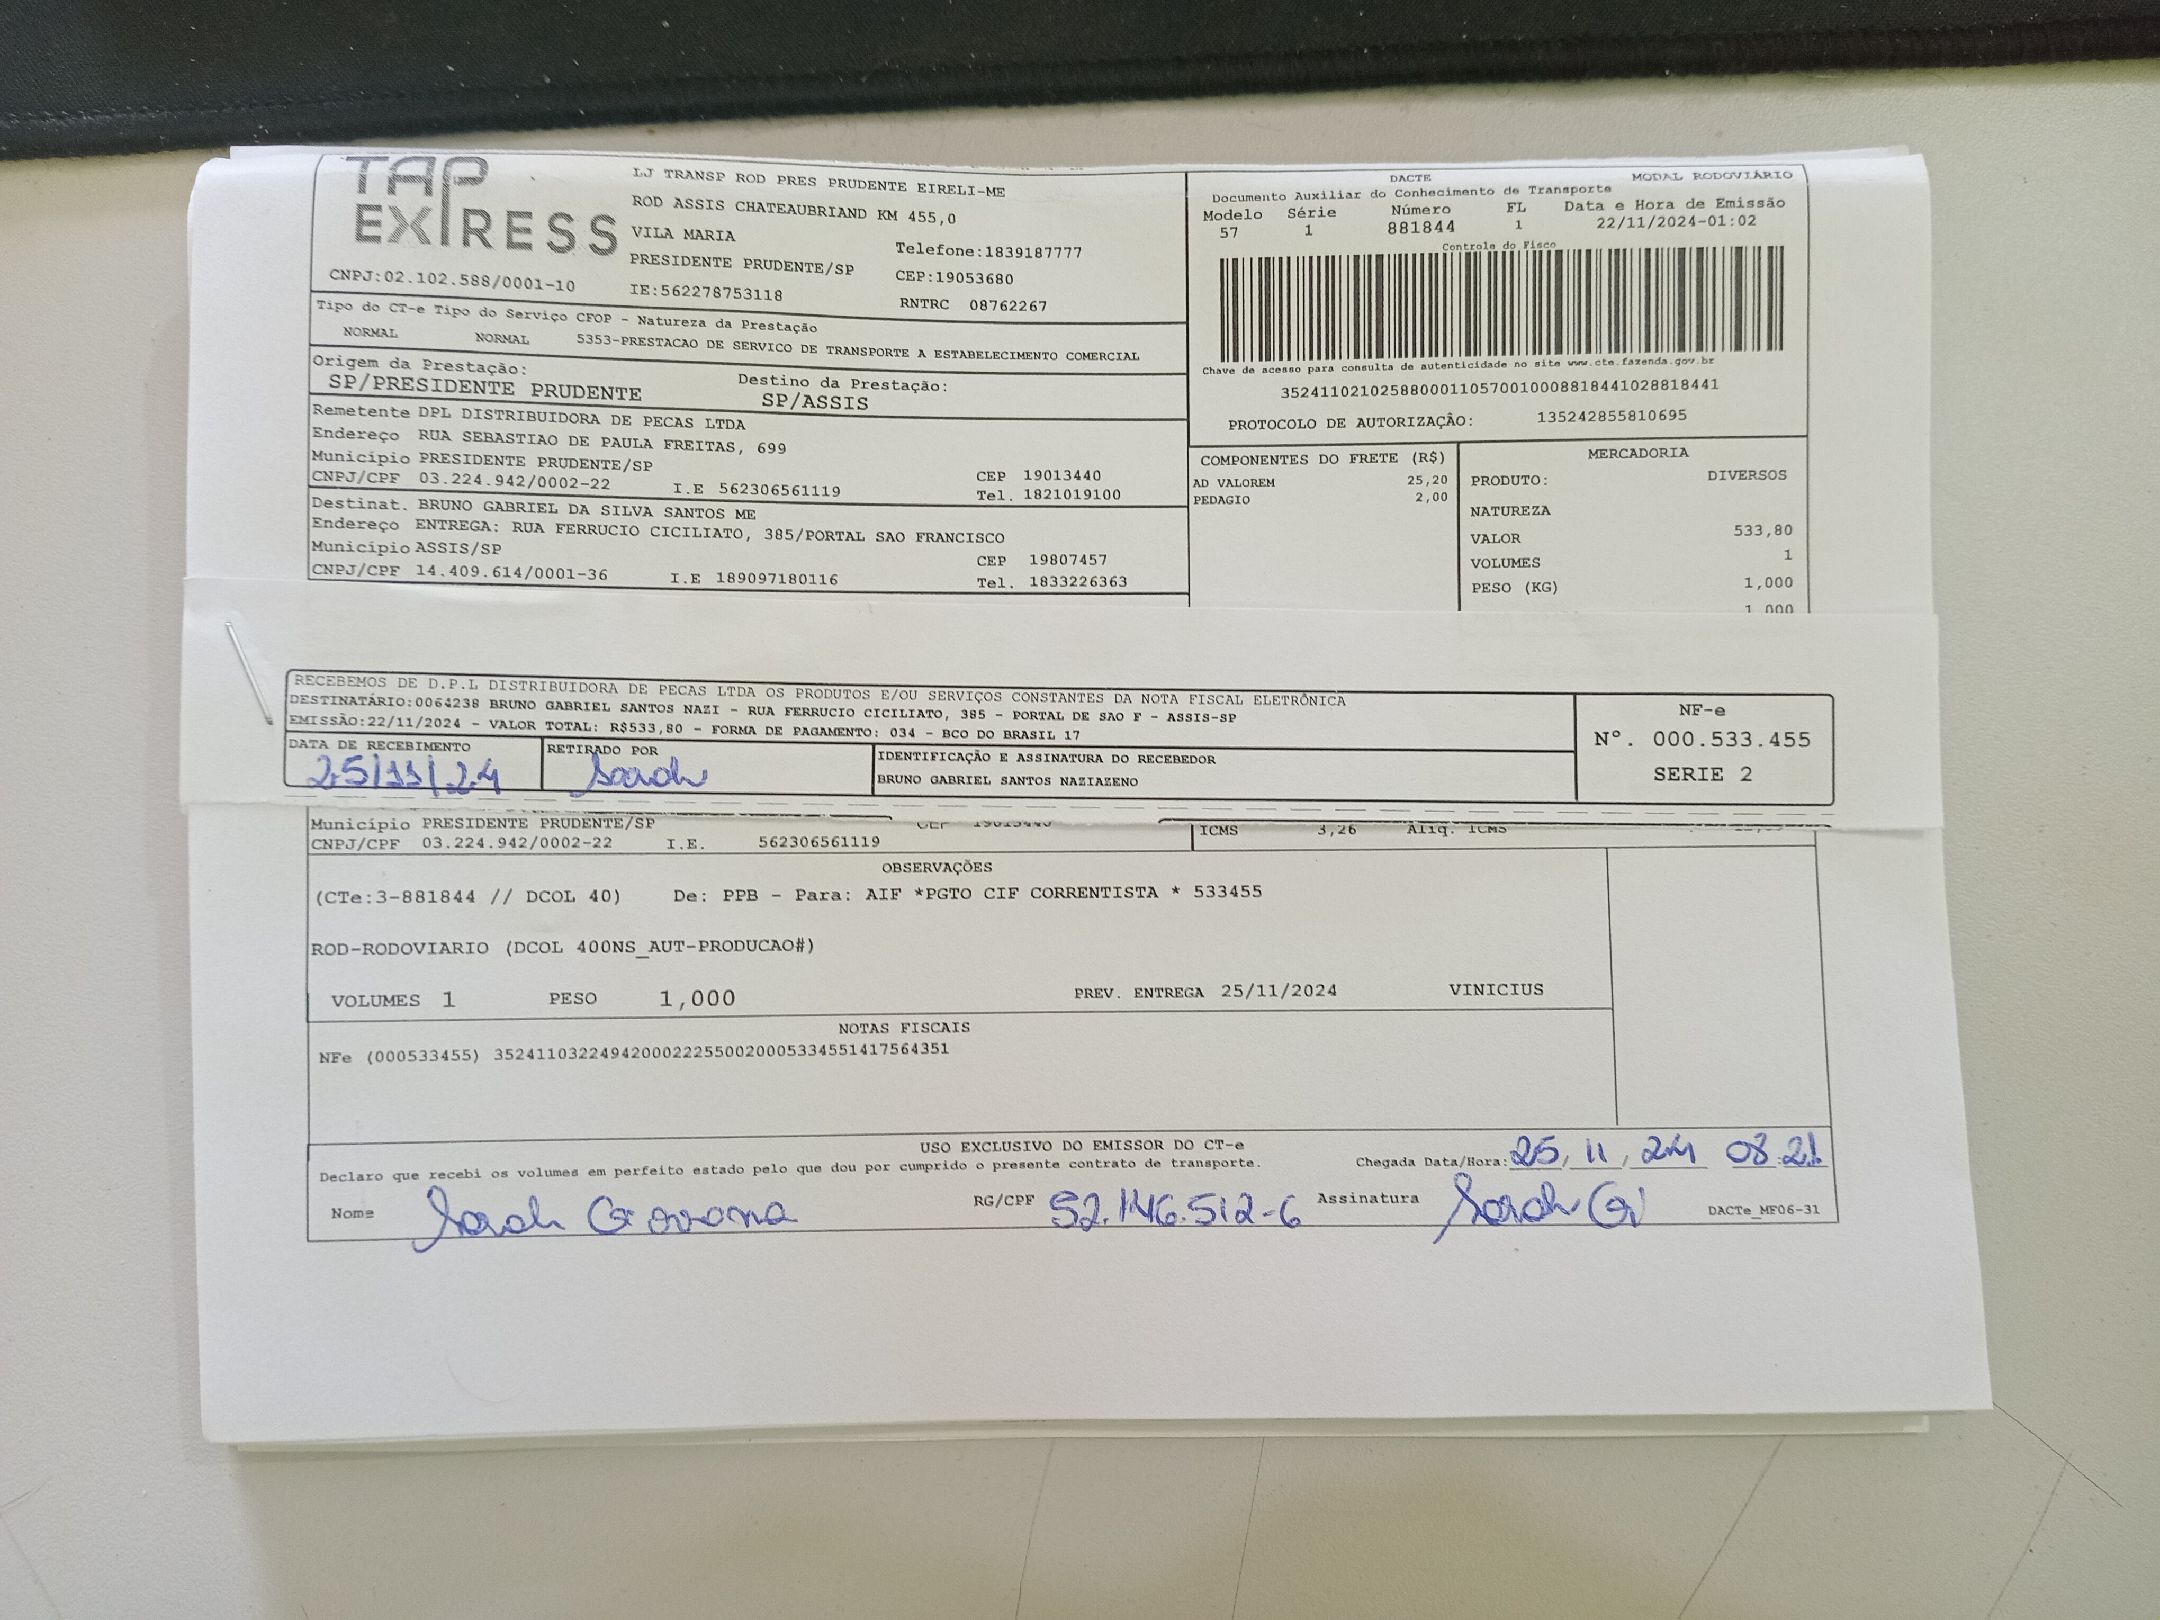 TAP
EXPRESS
CNPJ:02.102.588/0001-10
LJ TRANSP ROD PRES PRUDENTE EIRELI-ME
ROD ASSIS CHATEAUBRIAND KM 455,0
VILA MARIA
Telefone:1839187777
PRESIDENTE PRUDENTE/SP
CEP:19053680
IE:562278753118
RNTRC 08762267
DACTE
MODAL RODOVIÁRIO
Documento Auxiliar do Conhecimento de Transporte
Modelo Série Número FL Data e Hora de Emissão
57 1 881844 1 22/11/2024-01:02
Controle do Fisco
Chave de acesso para consulta de autenticidade no site www.cte.fazenda.gov.br
35241102102588000110570010008818441028818441
PROTOCOLO DE AUTORIZAÇÃO: 135242855810695
Tipo do CT-e Tipo do Serviço CFOP - Natureza da Prestação
NORMAL NORMAL 5353-PRESTACAO DE SERVICO DE TRANSPORTE A ESTABELECIMENTO COMERCIAL
Origem da Prestação: Destino da Prestação:
SP/PRESIDENTE PRUDENTE SP/ASSIS
Remetente DPL DISTRIBUIDORA DE PECAS LTDA
Endereço RUA SEBASTIAO DE PAULA FREITAS, 699
Município PRESIDENTE PRUDENTE/SP CEP 19013440
CNPJ/CPF 03.224.942/0002-22 I.E 562306561119 Tel. 1821019100
Destinat. BRUNO GABRIEL DA SILVA SANTOS ME
Endereço ENTREGA: RUA FERRUCIO CICILIATO, 385/PORTAL SAO FRANCISCO
Município ASSIS/SP CEP 19807457
CNPJ/CPF 14.409.614/0001-36 I.E 189097180116 Tel. 1833226363
COMPONENTES DO FRETE (R$)
AD VALOREM 25,20
PEDAGIO 2,00
MERCADORIA
PRODUTO: DIVERSOS
NATUREZA
VALOR 533,80
VOLUMES 1
PESO (KG) 1,000
1,000
RECEBEMOS DE D.P.L DISTRIBUIDORA DE PECAS LTDA OS PRODUTOS E/OU SERVIÇOS CONSTANTES DA NOTA FISCAL ELETRÔNICA
DESTINATÁRIO:0064238 BRUNO GABRIEL SANTOS NAZI - RUA FERRUCIO CICILIATO, 385 - PORTAL DE SAO F - ASSIS-SP
EMISSÃO:22/11/2024 - VALOR TOTAL: R$533,80 - FORMA DE PAGAMENTO: 034 - BCO DO BRASIL 17
DATA DE RECEBIMENTO
25/11/24
RETIRADO POR
Sarah
IDENTIFICAÇÃO E ASSINATURA DO RECEBEDOR
BRUNO GABRIEL SANTOS NAZIAZENO
NF-e
Nº. 000.533.455
SERIE 2
Município PRESIDENTE PRUDENTE/SP CEP 19013440
CNPJ/CPF 03.224.942/0002-22 I.E. 562306561119
ICMS 3,26 Aliq. ICMS
OBSERVAÇÕES
(CTe:3-881844 // DCOL 40) De: PPB - Para: AIF *PGTO CIF CORRENTISTA * 533455
ROD-RODOVIARIO (DCOL 400NS_AUT-PRODUCAO#)
VOLUMES 1 PESO 1,000 PREV. ENTREGA 25/11/2024 VINICIUS
NOTAS FISCAIS
NFe (000533455) 35241103224942000222550020005334551417564351
USO EXCLUSIVO DO EMISSOR DO CT-e
Declaro que recebi os volumes em perfeito estado pelo que dou por cumprido o presente contrato de transporte.
Chegada Data/Hora: 25, 11, 24 08:21
Nome Sarah Giovana RG/CPF 52.146.512-6 Assinatura Sarah G
DACTe_MF06-31